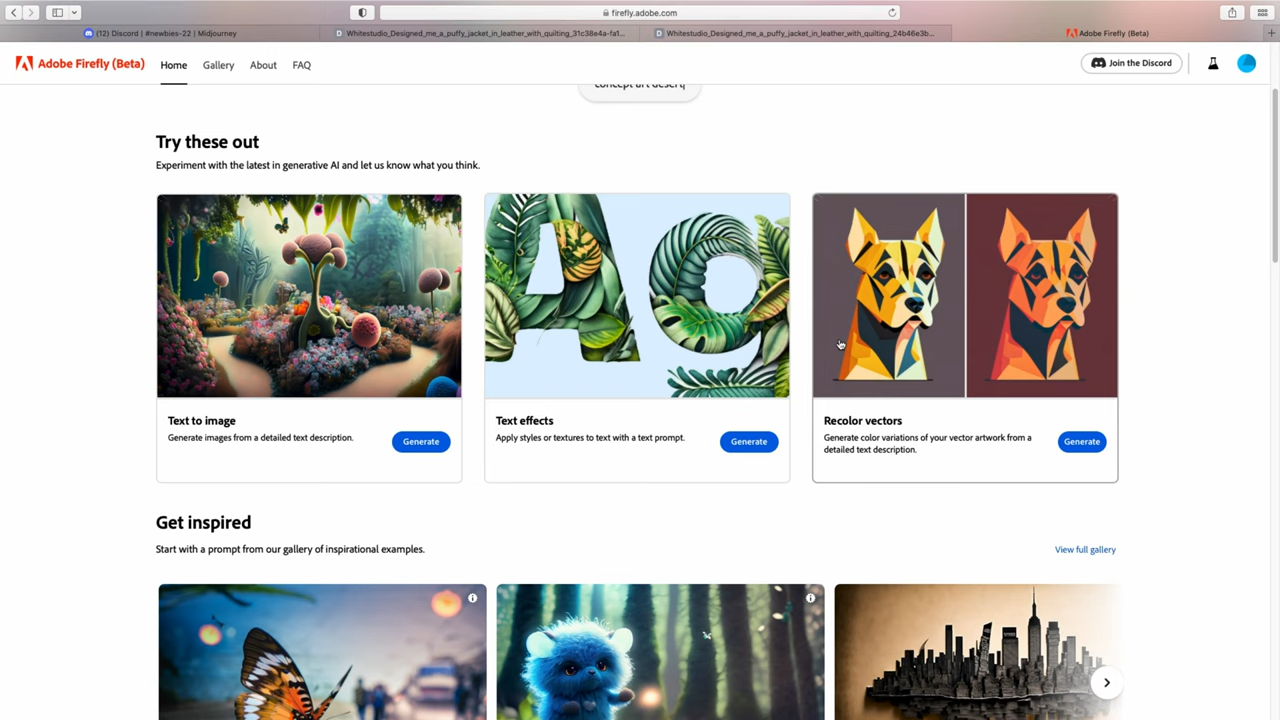 firefly.adobe.com
(12) Discord | #newbies-22 | Midjourney
Whitestudio_Designed_me_a_puffy_jacket_in_leather_with_quilting_31c38e4a-fa1...
Whitestudio_Designed_me_a_puffy_jacket_in_leather_with_quilting_24b46e3b...
Adobe Firefly (Beta)
Adobe Firefly (Beta)
Home
Gallery
About
FAQ
Join the Discord
concept art desert
Try these out
Experiment with the latest in generative AI and let us know what you think.
Ag
Text to image
Generate images from a detailed text description.
Generate
Text effects
Apply styles or textures to text with a text prompt.
Generate
Recolor vectors
Generate color variations of your vector artwork from a
detailed text description.
Generate
Get inspired
Start with a prompt from our gallery of inspirational examples.
View full gallery